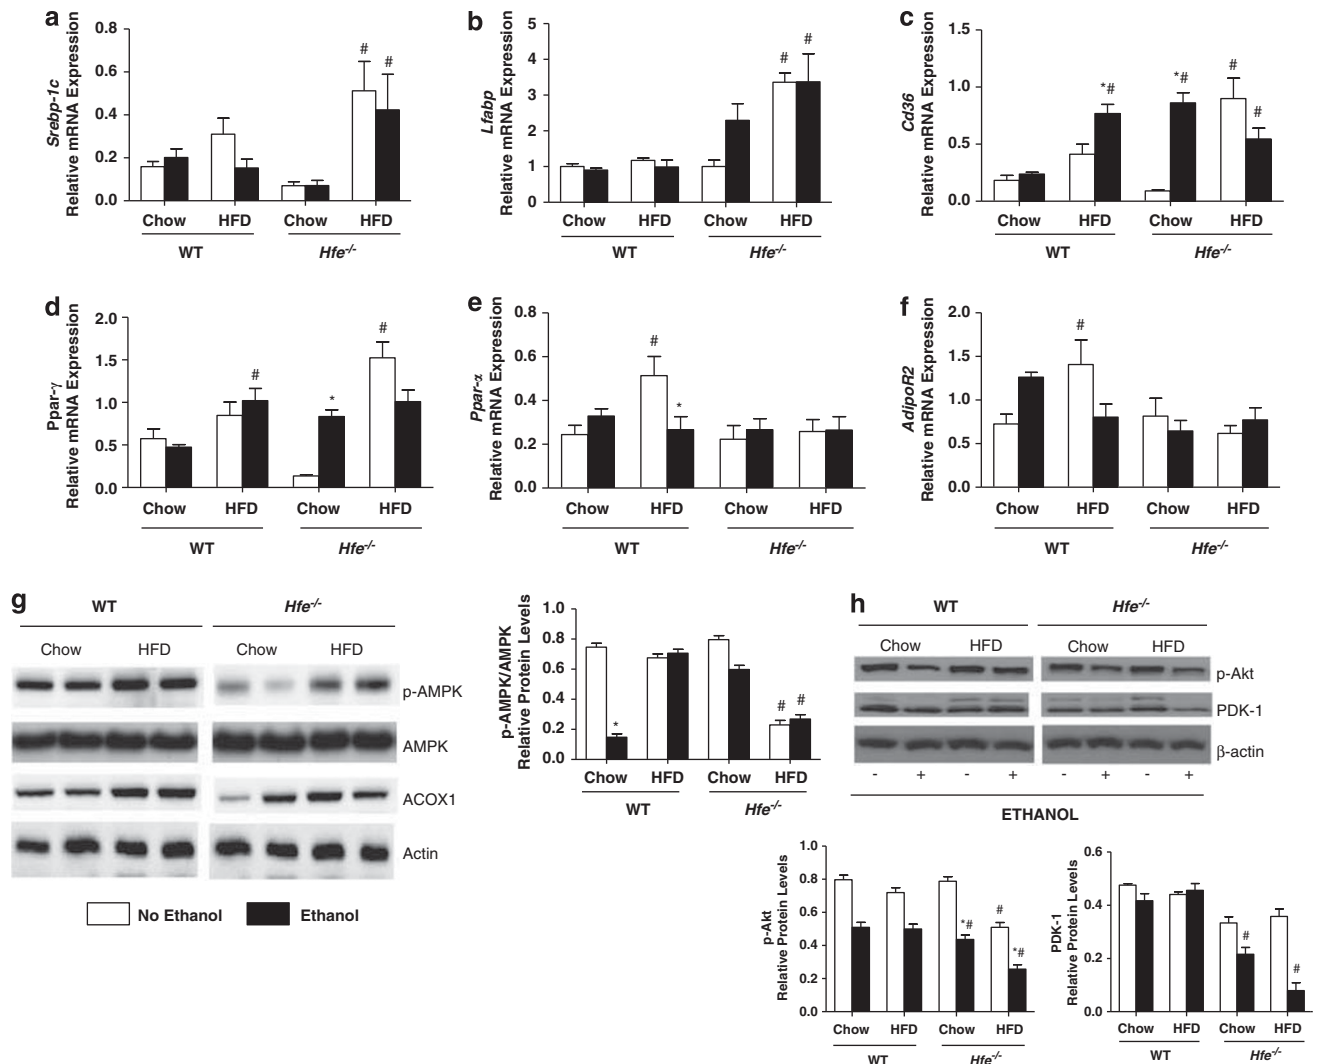 a
Srebp-1c
Relative mRNA Expression
0.8
0.6
0.4
0.2
0.0
#
#
Chow HFD Chow HFD
WT Hfe-/-
b
Lfabp
Relative mRNA Expression
5
4
3
2
1
0
#
#
Chow HFD Chow HFD
WT Hfe-/-
c
Cd36
Relative mRNA Expression
1.5
1.0
0.5
0.0
*#
*#
#
#
Chow HFD Chow HFD
WT Hfe-/-
d
Ppar-γ
Relative mRNA Expression
2.0
1.5
1.0
0.5
0.0
#
*
#
Chow HFD Chow HFD
WT Hfe-/-
e
Ppar-α
Relative mRNA Expression
0.8
0.6
0.4
0.2
0.0
#
*
Chow HFD Chow HFD
WT Hfe-/-
f
AdipoR2
Relative mRNA Expression
2.0
1.5
1.0
0.5
0.0
#
Chow HFD Chow HFD
WT Hfe-/-
g
WT Hfe-/-
Chow HFD Chow HFD
p-AMPK
AMPK
ACOX1
Actin
No Ethanol Ethanol
p-AMPK/AMPK
Relative Protein Levels
1.0
0.8
0.6
0.4
0.2
0.0
*
#
#
Chow HFD Chow HFD
WT Hfe-/-
h
WT Hfe-/-
Chow HFD Chow HFD
p-Akt
PDK-1
β-actin
- + - + - + - +
ETHANOL
p-Akt
Relative Protein Levels
1.0
0.8
0.6
0.4
0.2
0.0
*#
#
*#
Chow HFD Chow HFD
WT Hfe-/-
PDK-1
Relative Protein Levels
0.6
0.4
0.2
0.0
#
#
Chow HFD Chow HFD
WT Hfe-/-